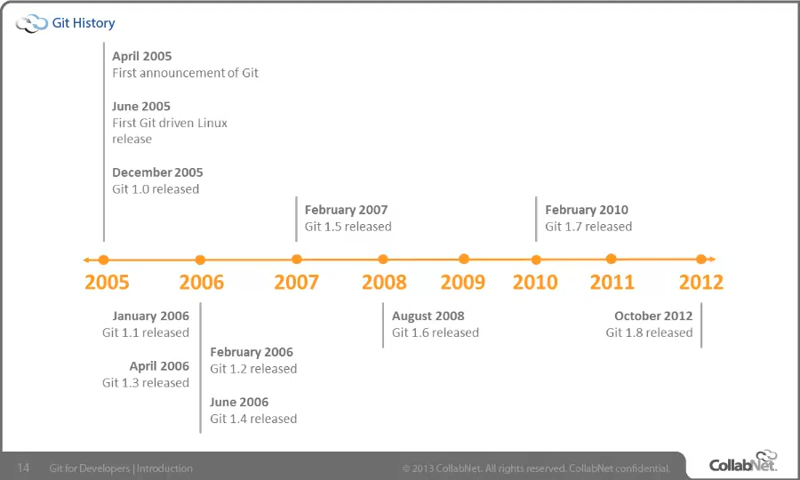 Git History
April 2005
First announcement of Git
June 2005
First Git driven Linux
release
December 2005
Git 1.0 released
February 2007
Git 1.5 released
February 2010
Git 1.7 released
2005 2006 2007 2008 2009 2010 2011 2012
January 2006
Git 1.1 released
February 2006
Git 1.2 released
April 2006
Git 1.3 released
June 2006
Git 1.4 released
August 2008
Git 1.6 released
October 2012
Git 1.8 released
14 Git for Developers | Introduction
© 2013 CollabNet. All rights reserved. CollabNet confidential.
CollabNet